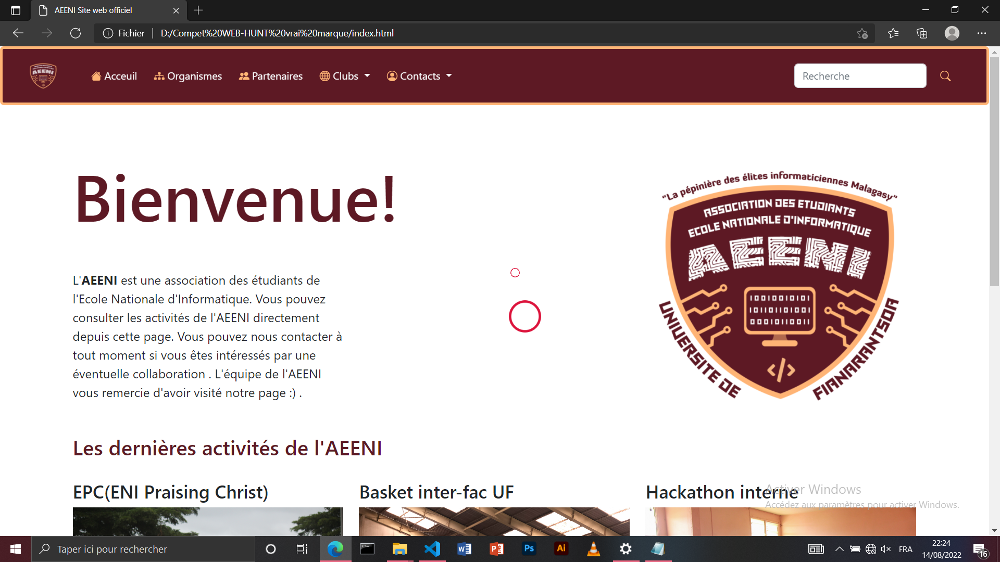 AEENI Site web officiel
Fichier
D:/Compet%20WEB-HUNT%20vrai%20marque/index.html
AEENI
Acceuil
Organismes
Partenaires
Clubs
Contacts
Recherche
Bienvenue!
L'AEENI est une association des étudiants de
l'Ecole Nationale d'Informatique. Vous pouvez
consulter les activités de l'AEENI directement
depuis cette page. Vous pouvez nous contacter à
tout moment si vous êtes intéressés par une
éventuelle collaboration . L'équipe de l'AEENI
vous remercie d'avoir visité notre page :) .
“La pépinière des élites informaticiennes Malagasy”
ASSOCIATION DES ETUDIANTS
ECOLE NATIONALE D'INFORMATIQUE
AEENI
10010010101
10110101001
00010110011
</>
UNIVERSITE DE
FIANARANTSOA
Les dernières activités de l'AEENI
EPC(ENI Praising Christ)
Basket inter-fac UF
Hackathon interne
Activer Windows
Accédez aux paramètres pour activer Windows.
Taper ici pour rechercher
W
P
Ps
Ai
FRA
22:24
14/08/2022
16